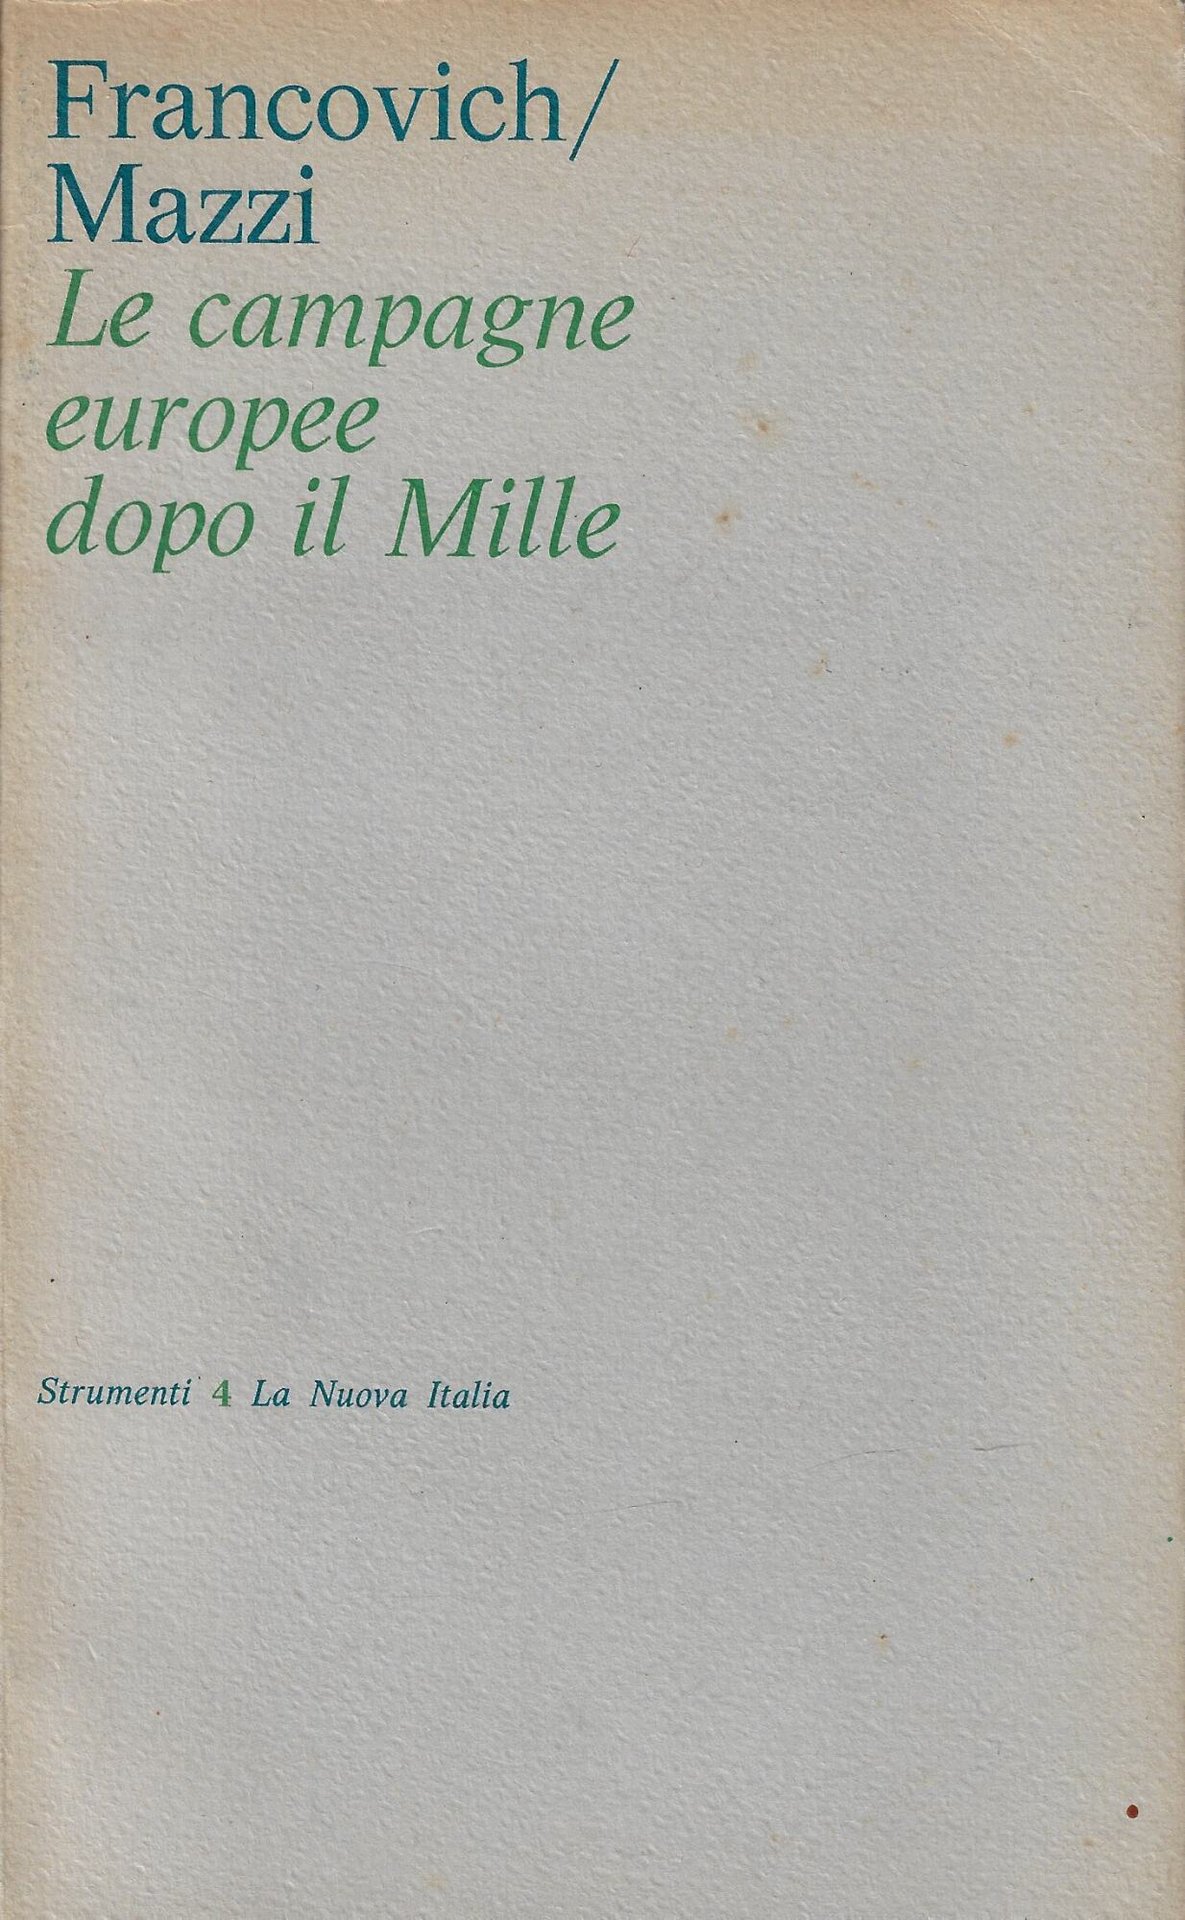 Francovich/
Mazzi
Le campagne
europee
dopo il Mille
Strumenti 4 La Nuova Italia